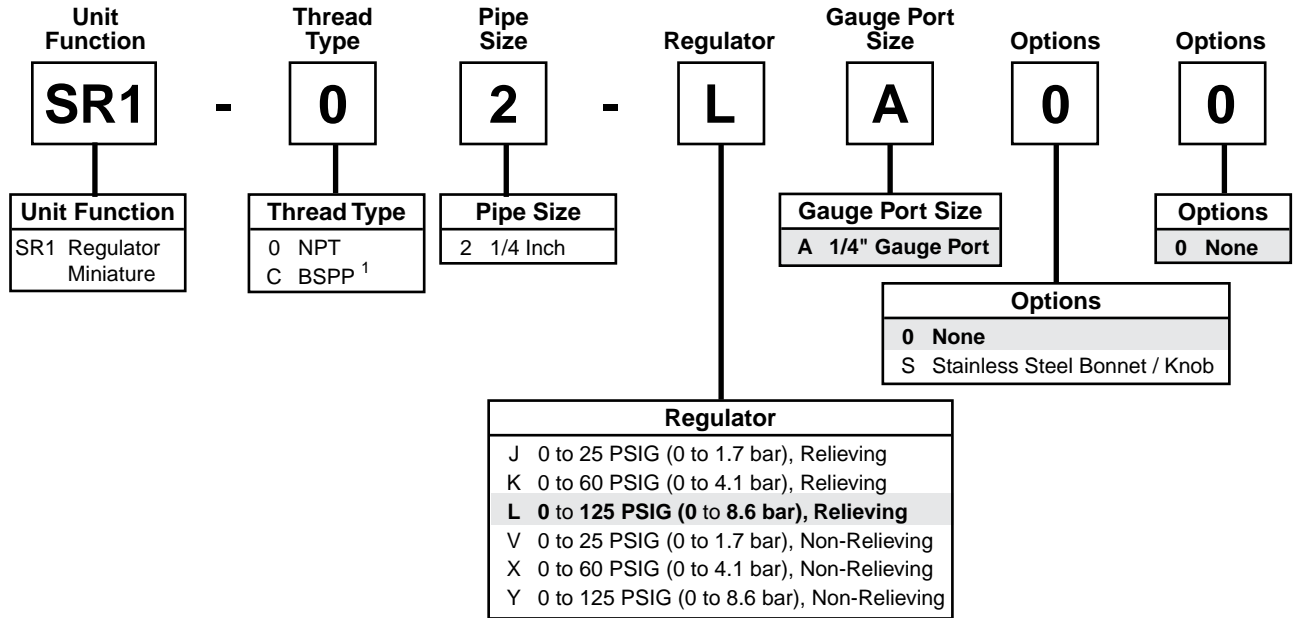 Unit Function
Thread Type
Pipe Size
Regulator
Gauge Port Size
Options
Options
SR1 - 0 2 - L A 0 0
Unit Function
SR1 Regulator
Miniature
Thread Type
0 NPT
C BSPP 1
Pipe Size
2 1/4 Inch
Gauge Port Size
A 1/4" Gauge Port
Options
0 None
Options
0 None
S Stainless Steel Bonnet / Knob
Regulator
J 0 to 25 PSIG (0 to 1.7 bar), Relieving
K 0 to 60 PSIG (0 to 4.1 bar), Relieving
L 0 to 125 PSIG (0 to 8.6 bar), Relieving
V 0 to 25 PSIG (0 to 1.7 bar), Non-Relieving
X 0 to 60 PSIG (0 to 4.1 bar), Non-Relieving
Y 0 to 125 PSIG (0 to 8.6 bar), Non-Relieving